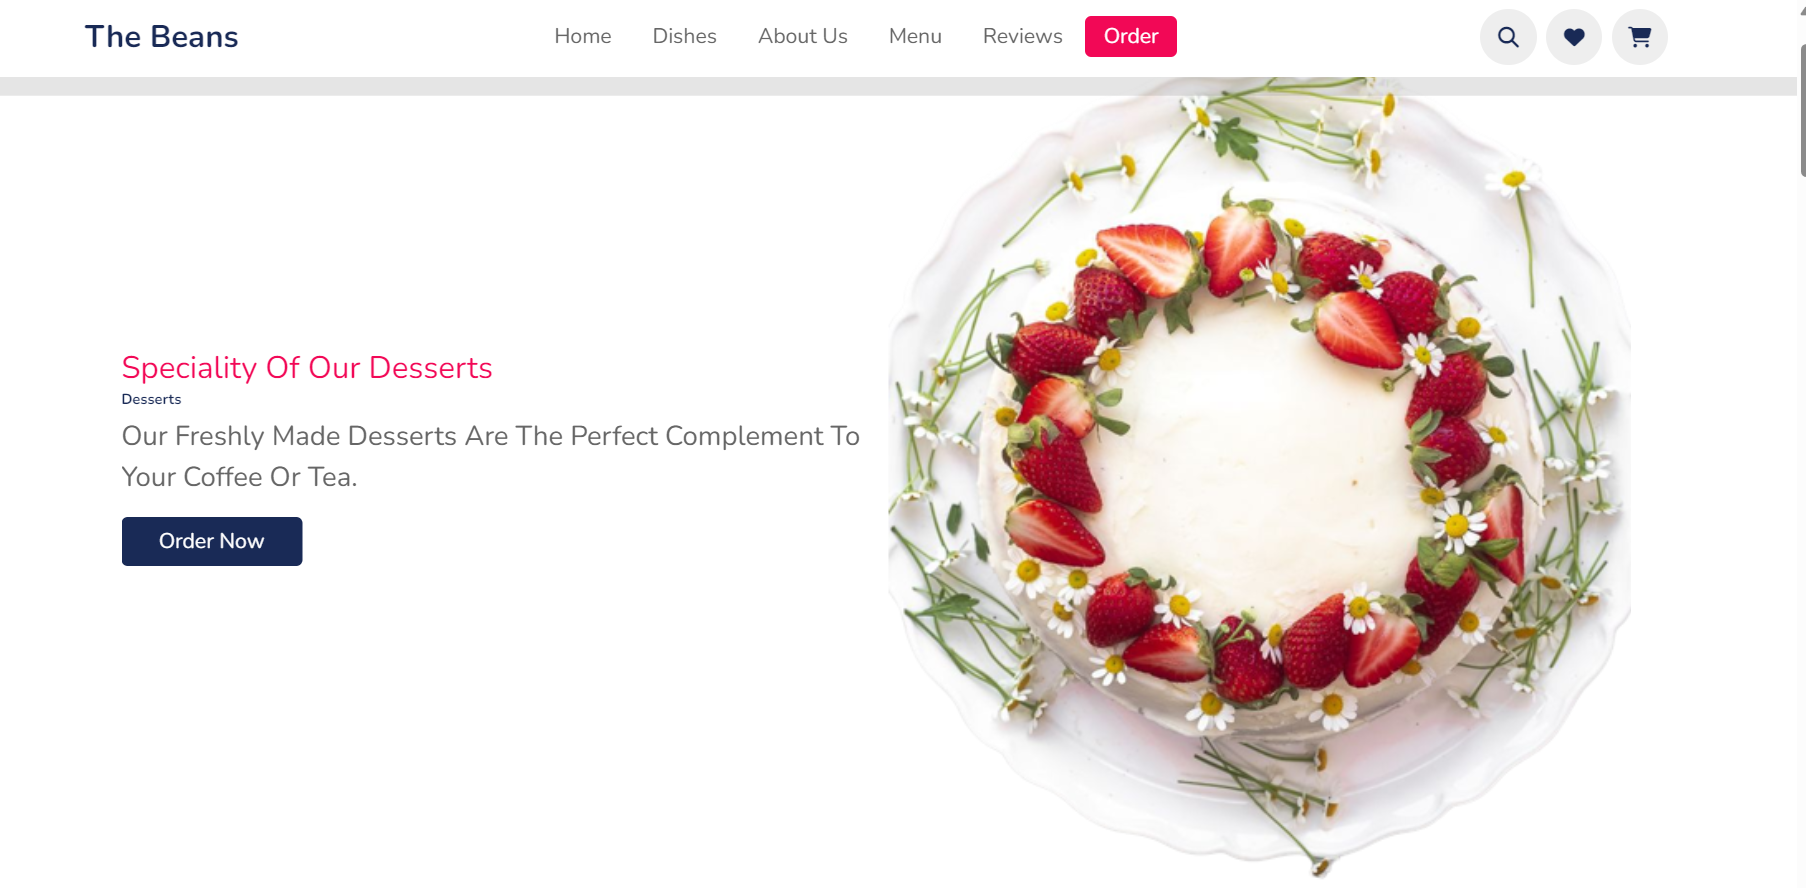 The Beans
Home
Dishes
About Us
Menu
Reviews
Order
Speciality Of Our Desserts
Desserts
Our Freshly Made Desserts Are The Perfect Complement To
Your Coffee Or Tea.
Order Now